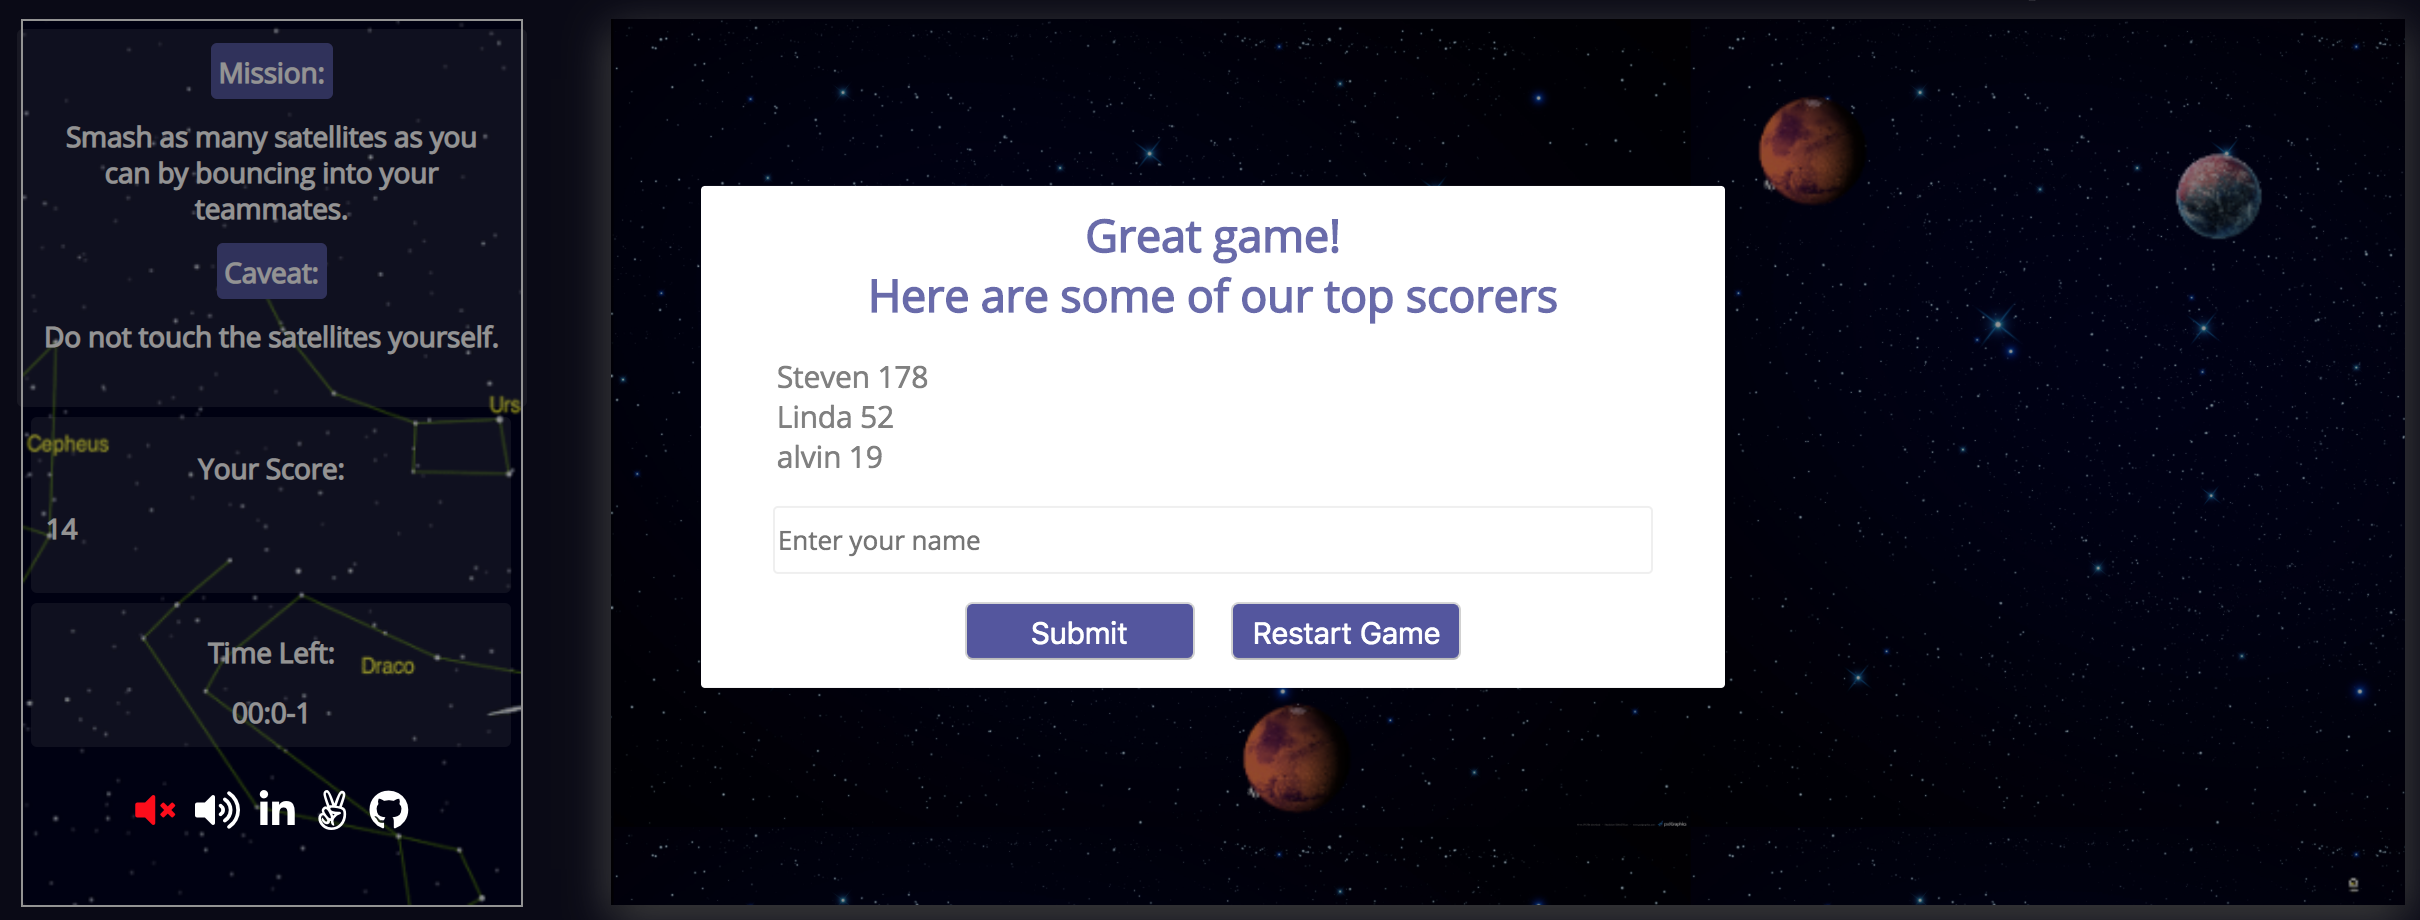 Mission:
Smash as many satellites as you
can by bouncing into your
teammates.
Caveat:
Do not touch the satellites yourself.
Urs
Cepheus
Your Score:
14
Time Left:
Draco
00:0-1
in
Great game!
Here are some of our top scorers
Steven 178
Linda 52
alvin 19
Enter your name
Submit
Restart Game